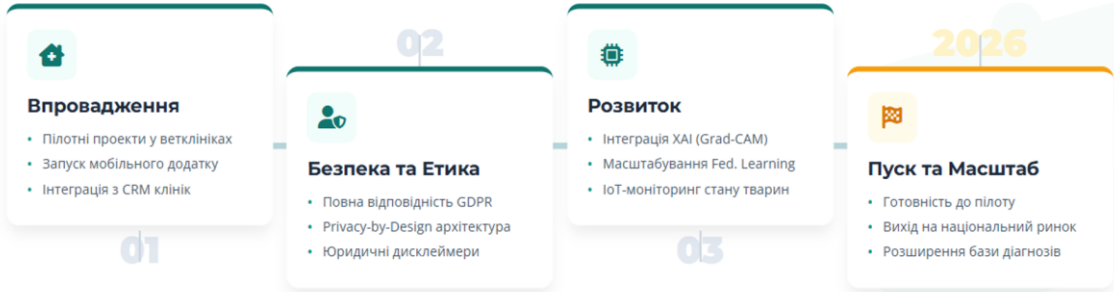 Впровадження
• Пілотні проекти у ветклініках
• Запуск мобільного додатку
• Інтеграція з CRM клінік
01
02
Безпека та Етика
• Повна відповідність GDPR
• Privacy-by-Design архітектура
• Юридичні дисклеймери
Розвиток
• Інтеграція XAI (Grad-CAM)
• Масштабування Fed. Learning
• IoT-моніторинг стану тварин
03
2026
Пуск та Масштаб
• Готовність до пілоту
• Вихід на національний ринок
• Розширення бази діагнозів